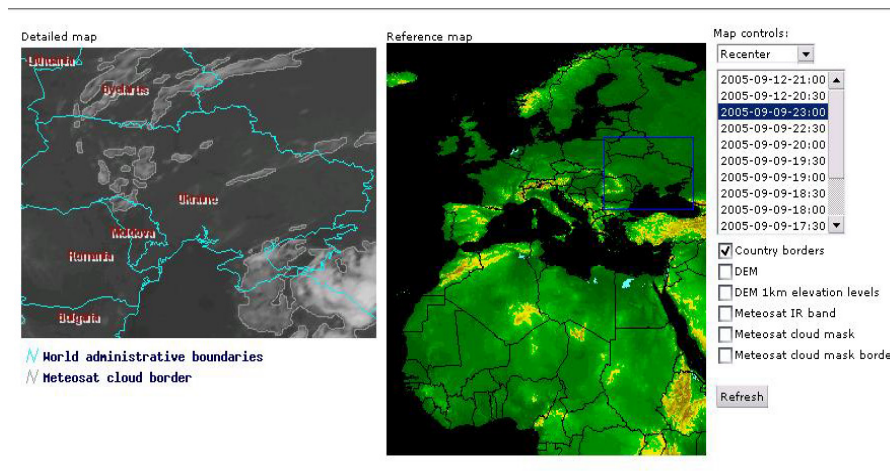 Detailed map
Reference map
Map controls:
Recenter
2005-09-12-21:00
2005-09-12-20:30
2005-09-09-23:00
2005-09-09-22:30
2005-09-09-20:00
2005-09-09-19:30
2005-09-09-19:00
2005-09-09-18:30
2005-09-09-18:00
2005-09-09-17:30
Country borders
DEM
DEM 1km elevation levels
Meteosat IR band
Meteosat cloud mask
Meteosat cloud mask borde
Refresh
Lithuania
Byelarus
Ukraine
Moldova
Romania
Bulgaria
World administrative boundaries
Meteosat cloud border